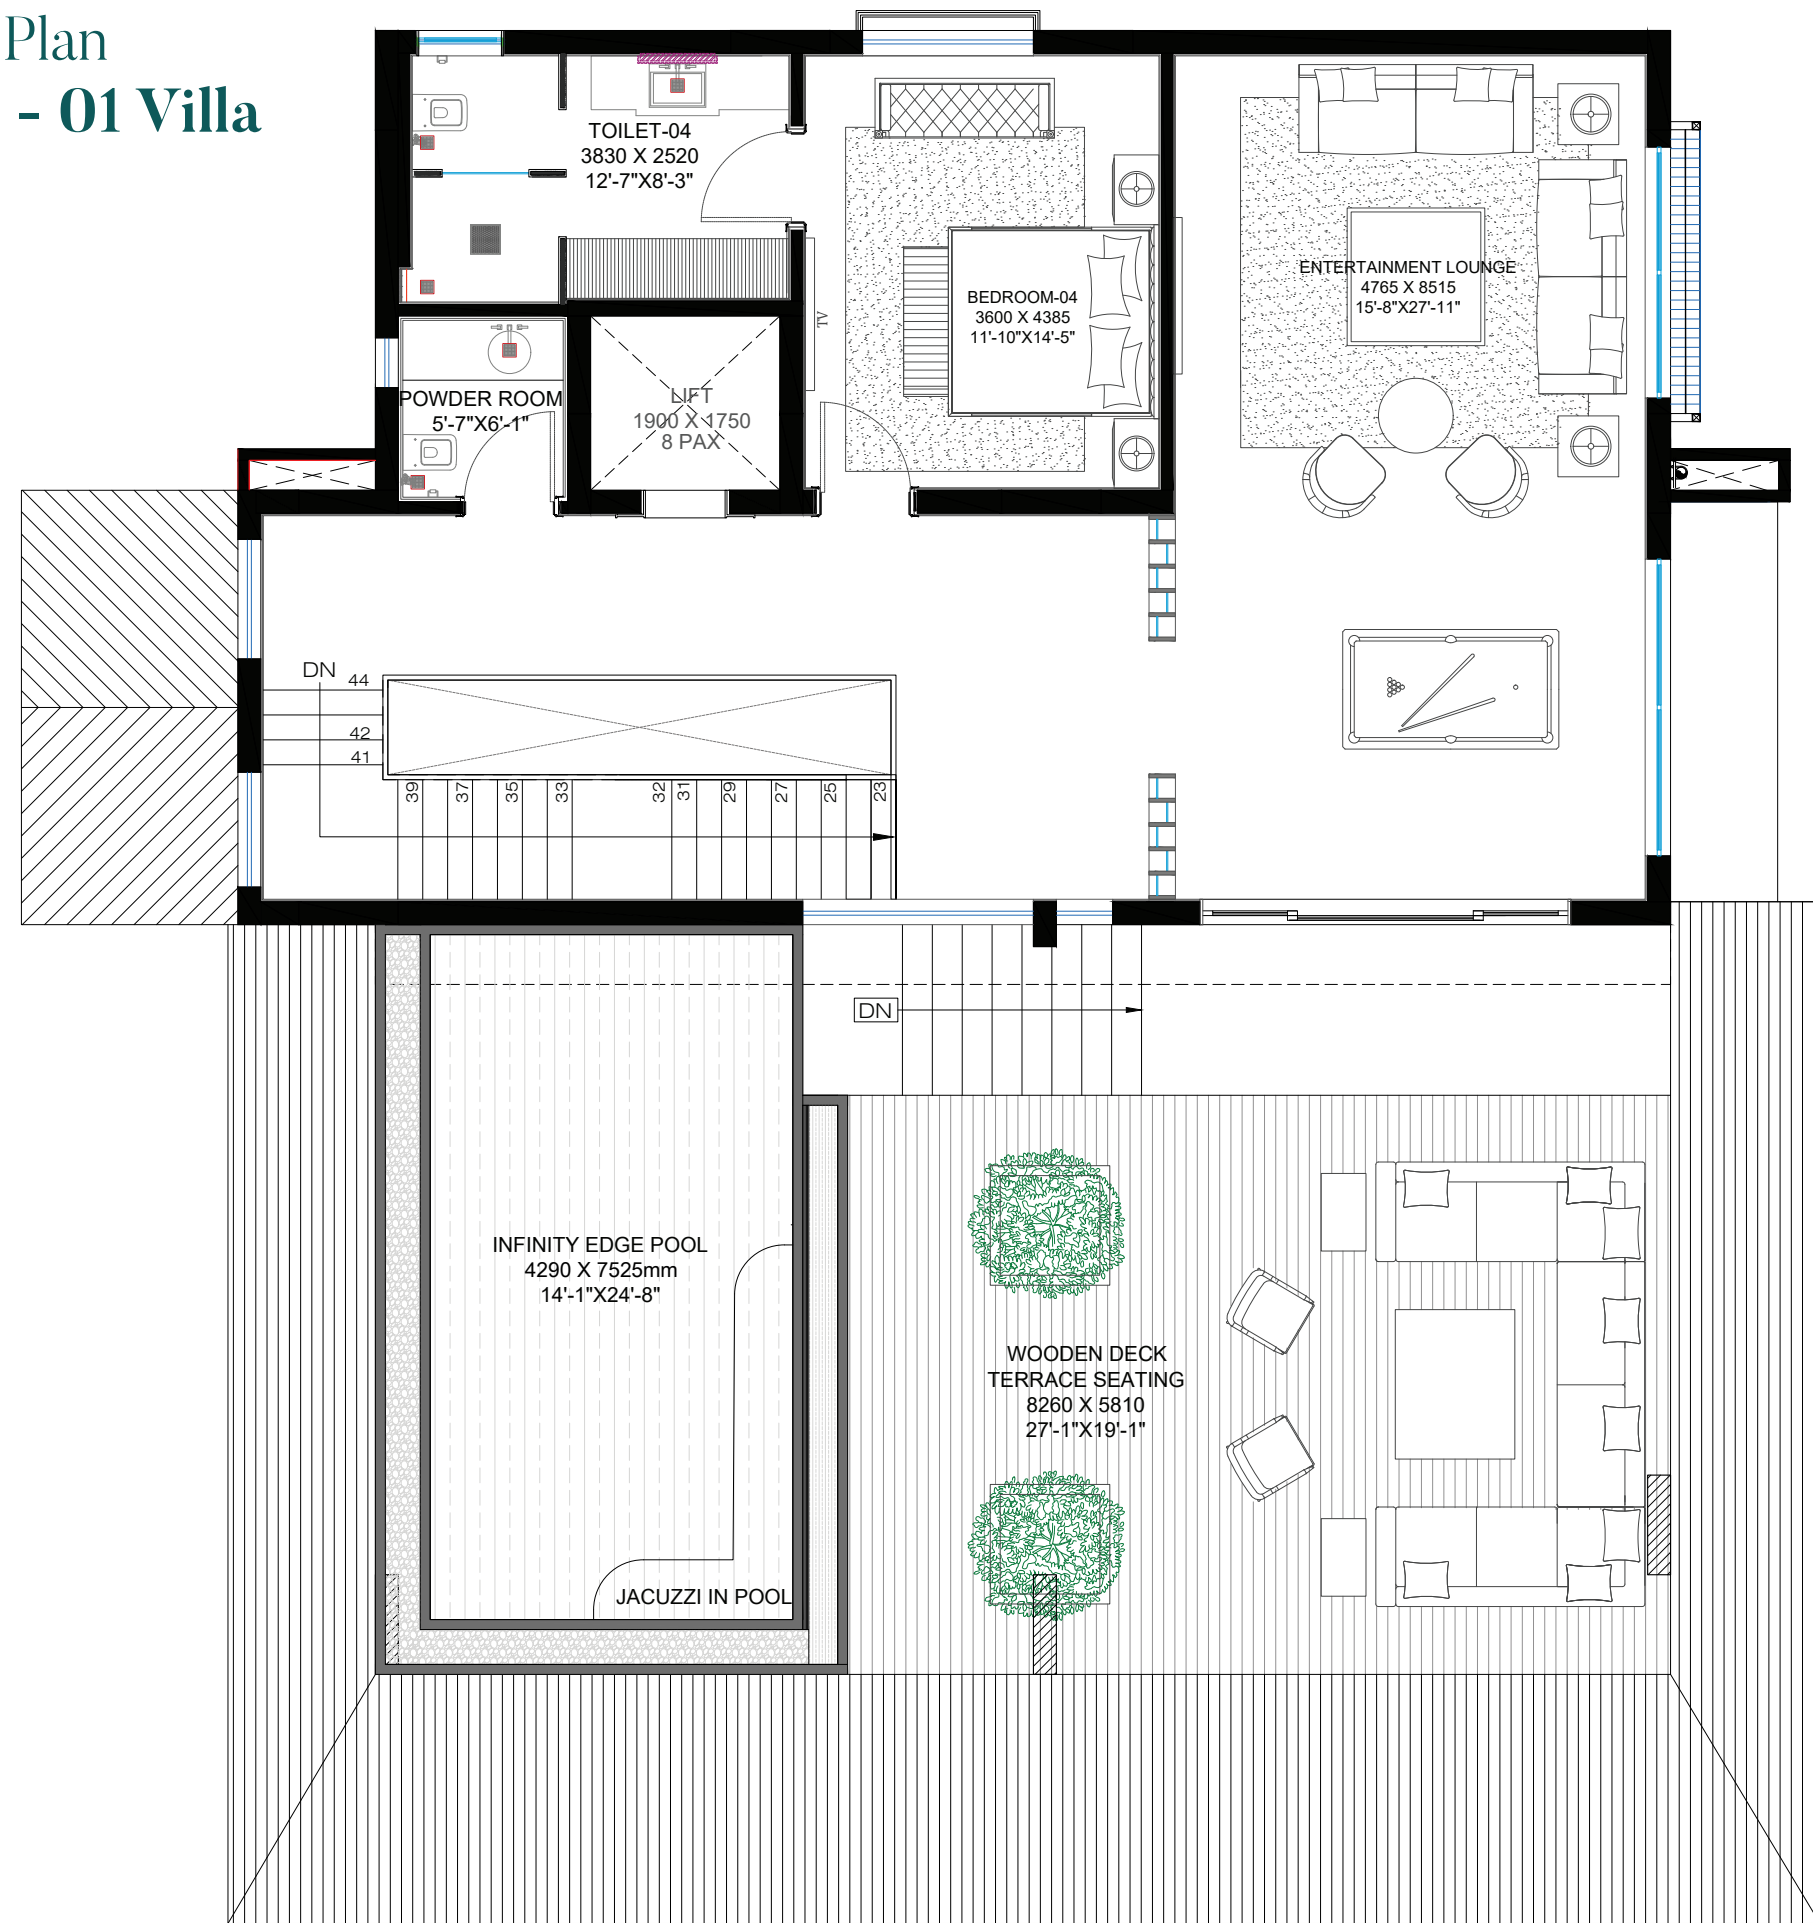 Plan
- 01 Villa
TOILET-04
3830 X 2520
12'-7"X8'-3"
BEDROOM-04
3600 X 4385
11'-10"X14'-5"
TV
ENTERTAINMENT LOUNGE
4765 X 8515
15'-8"X27'-11"
POWDER ROOM
5'-7"X6'-1"
LIFT
1900 X 1750
8 PAX
DN
44
42
41
39
37
35
33
32
31
29
27
25
23
DN
INFINITY EDGE POOL
4290 X 7525mm
14'-1"X24'-8"
JACUZZI IN POOL
WOODEN DECK
TERRACE SEATING
8260 X 5810
27'-1"X19'-1"